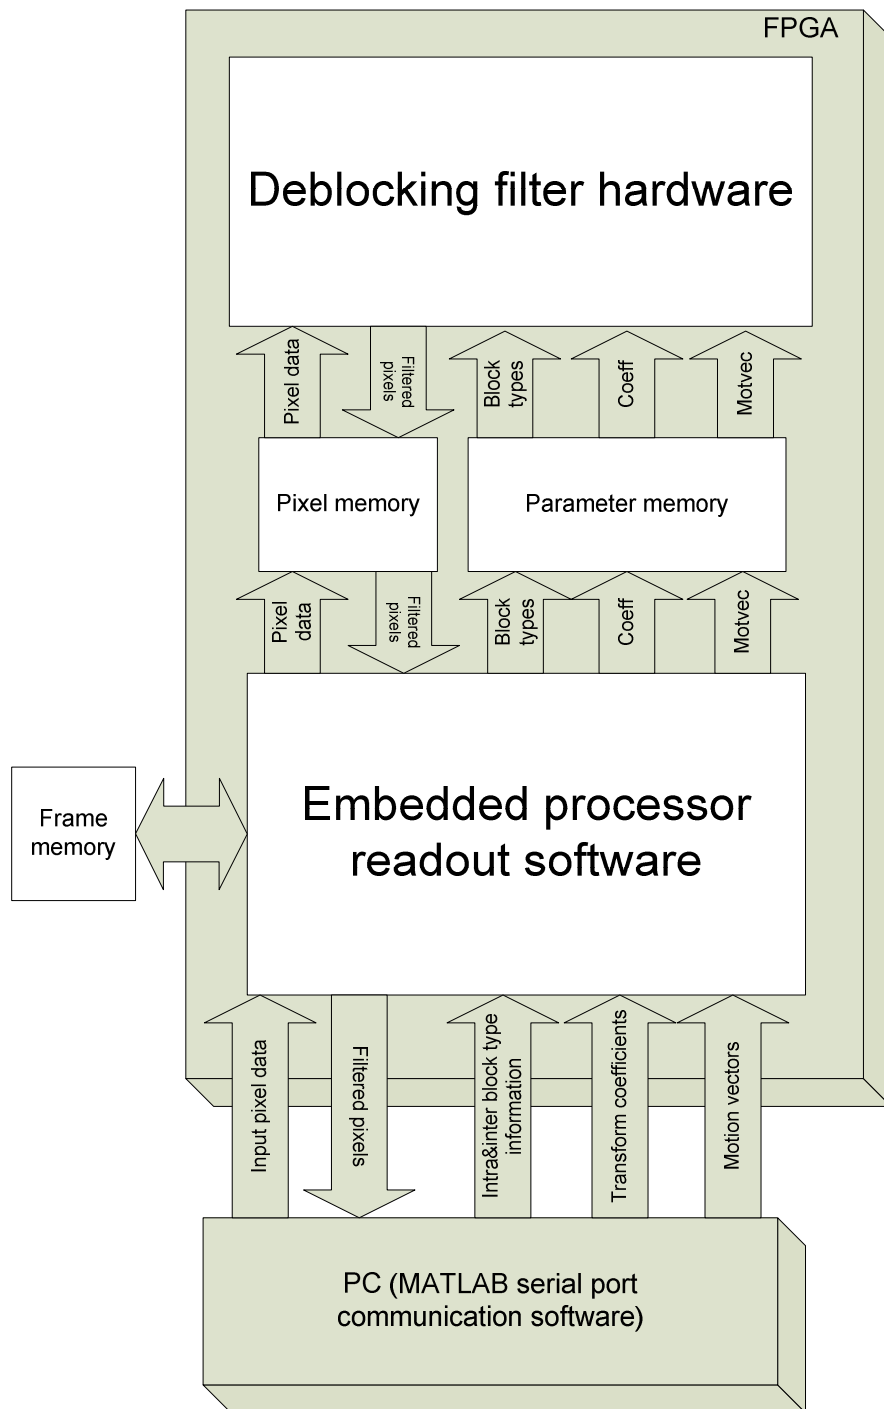 FPGA
Deblocking filter hardware
Pixel data
Filtered
pixels
Block
types
Coeff
Motvec
Pixel memory
Parameter memory
Pixel
data
Filtered
pixels
Block
types
Coeff
Motvec
Frame
memory
Embedded processor
readout software
Input pixel data
Filtered pixels
Intra&inter block type
information
Transform coefficients
Motion vectors
PC (MATLAB serial port
communication software)